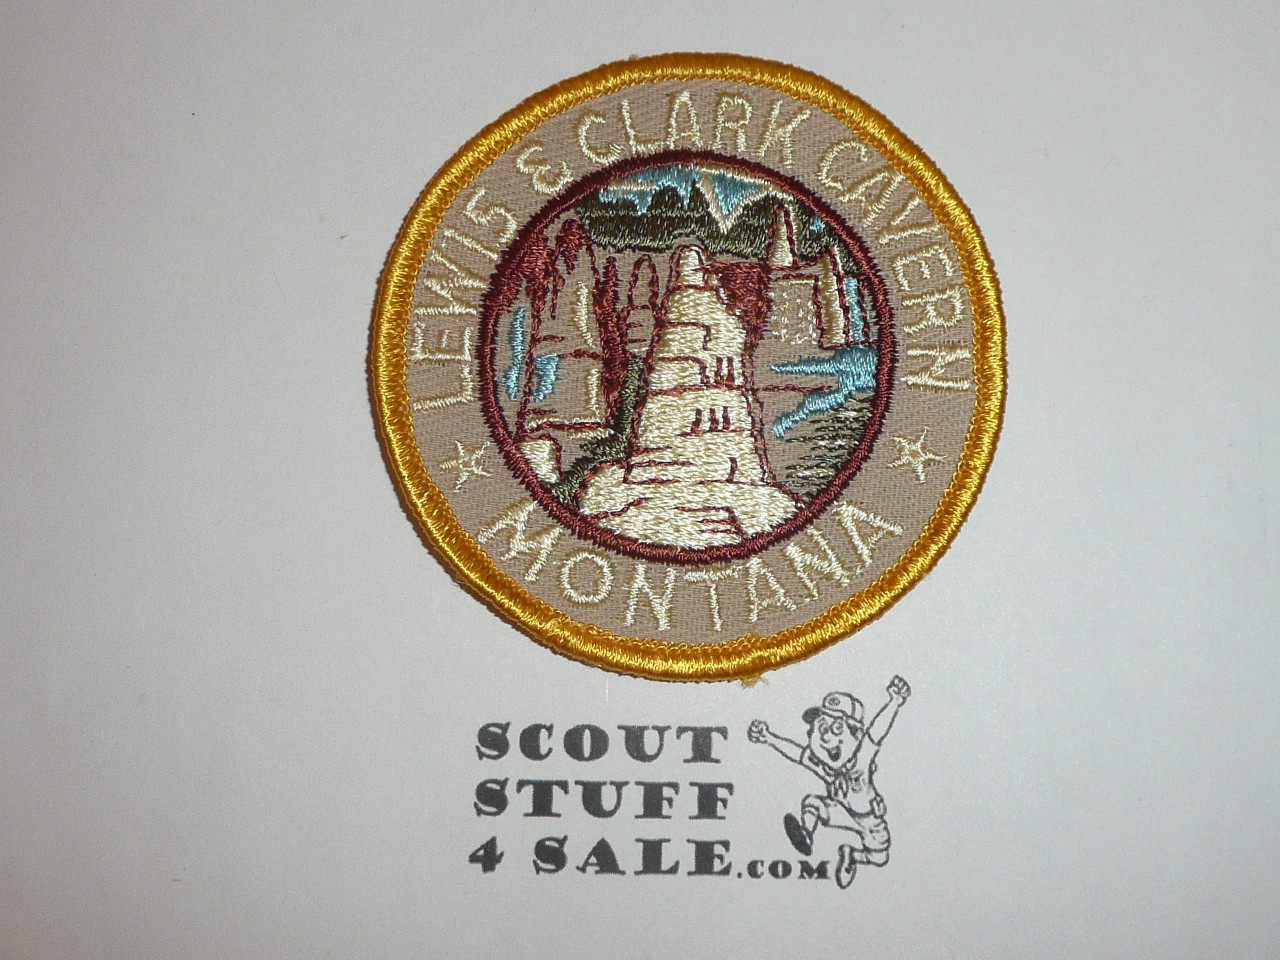 LEWIS & CLARK CAVERN
MONTANA
SCOUT
STUFF
4 SALE.COM